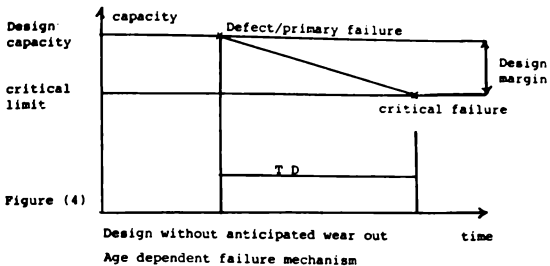 capacity
Design
capacity
Defect/primary failure
Design
margin
critical
limit
critical failure
T D
Figure (4)
Design without anticipated wear out
time
Age dependent failure mechanism